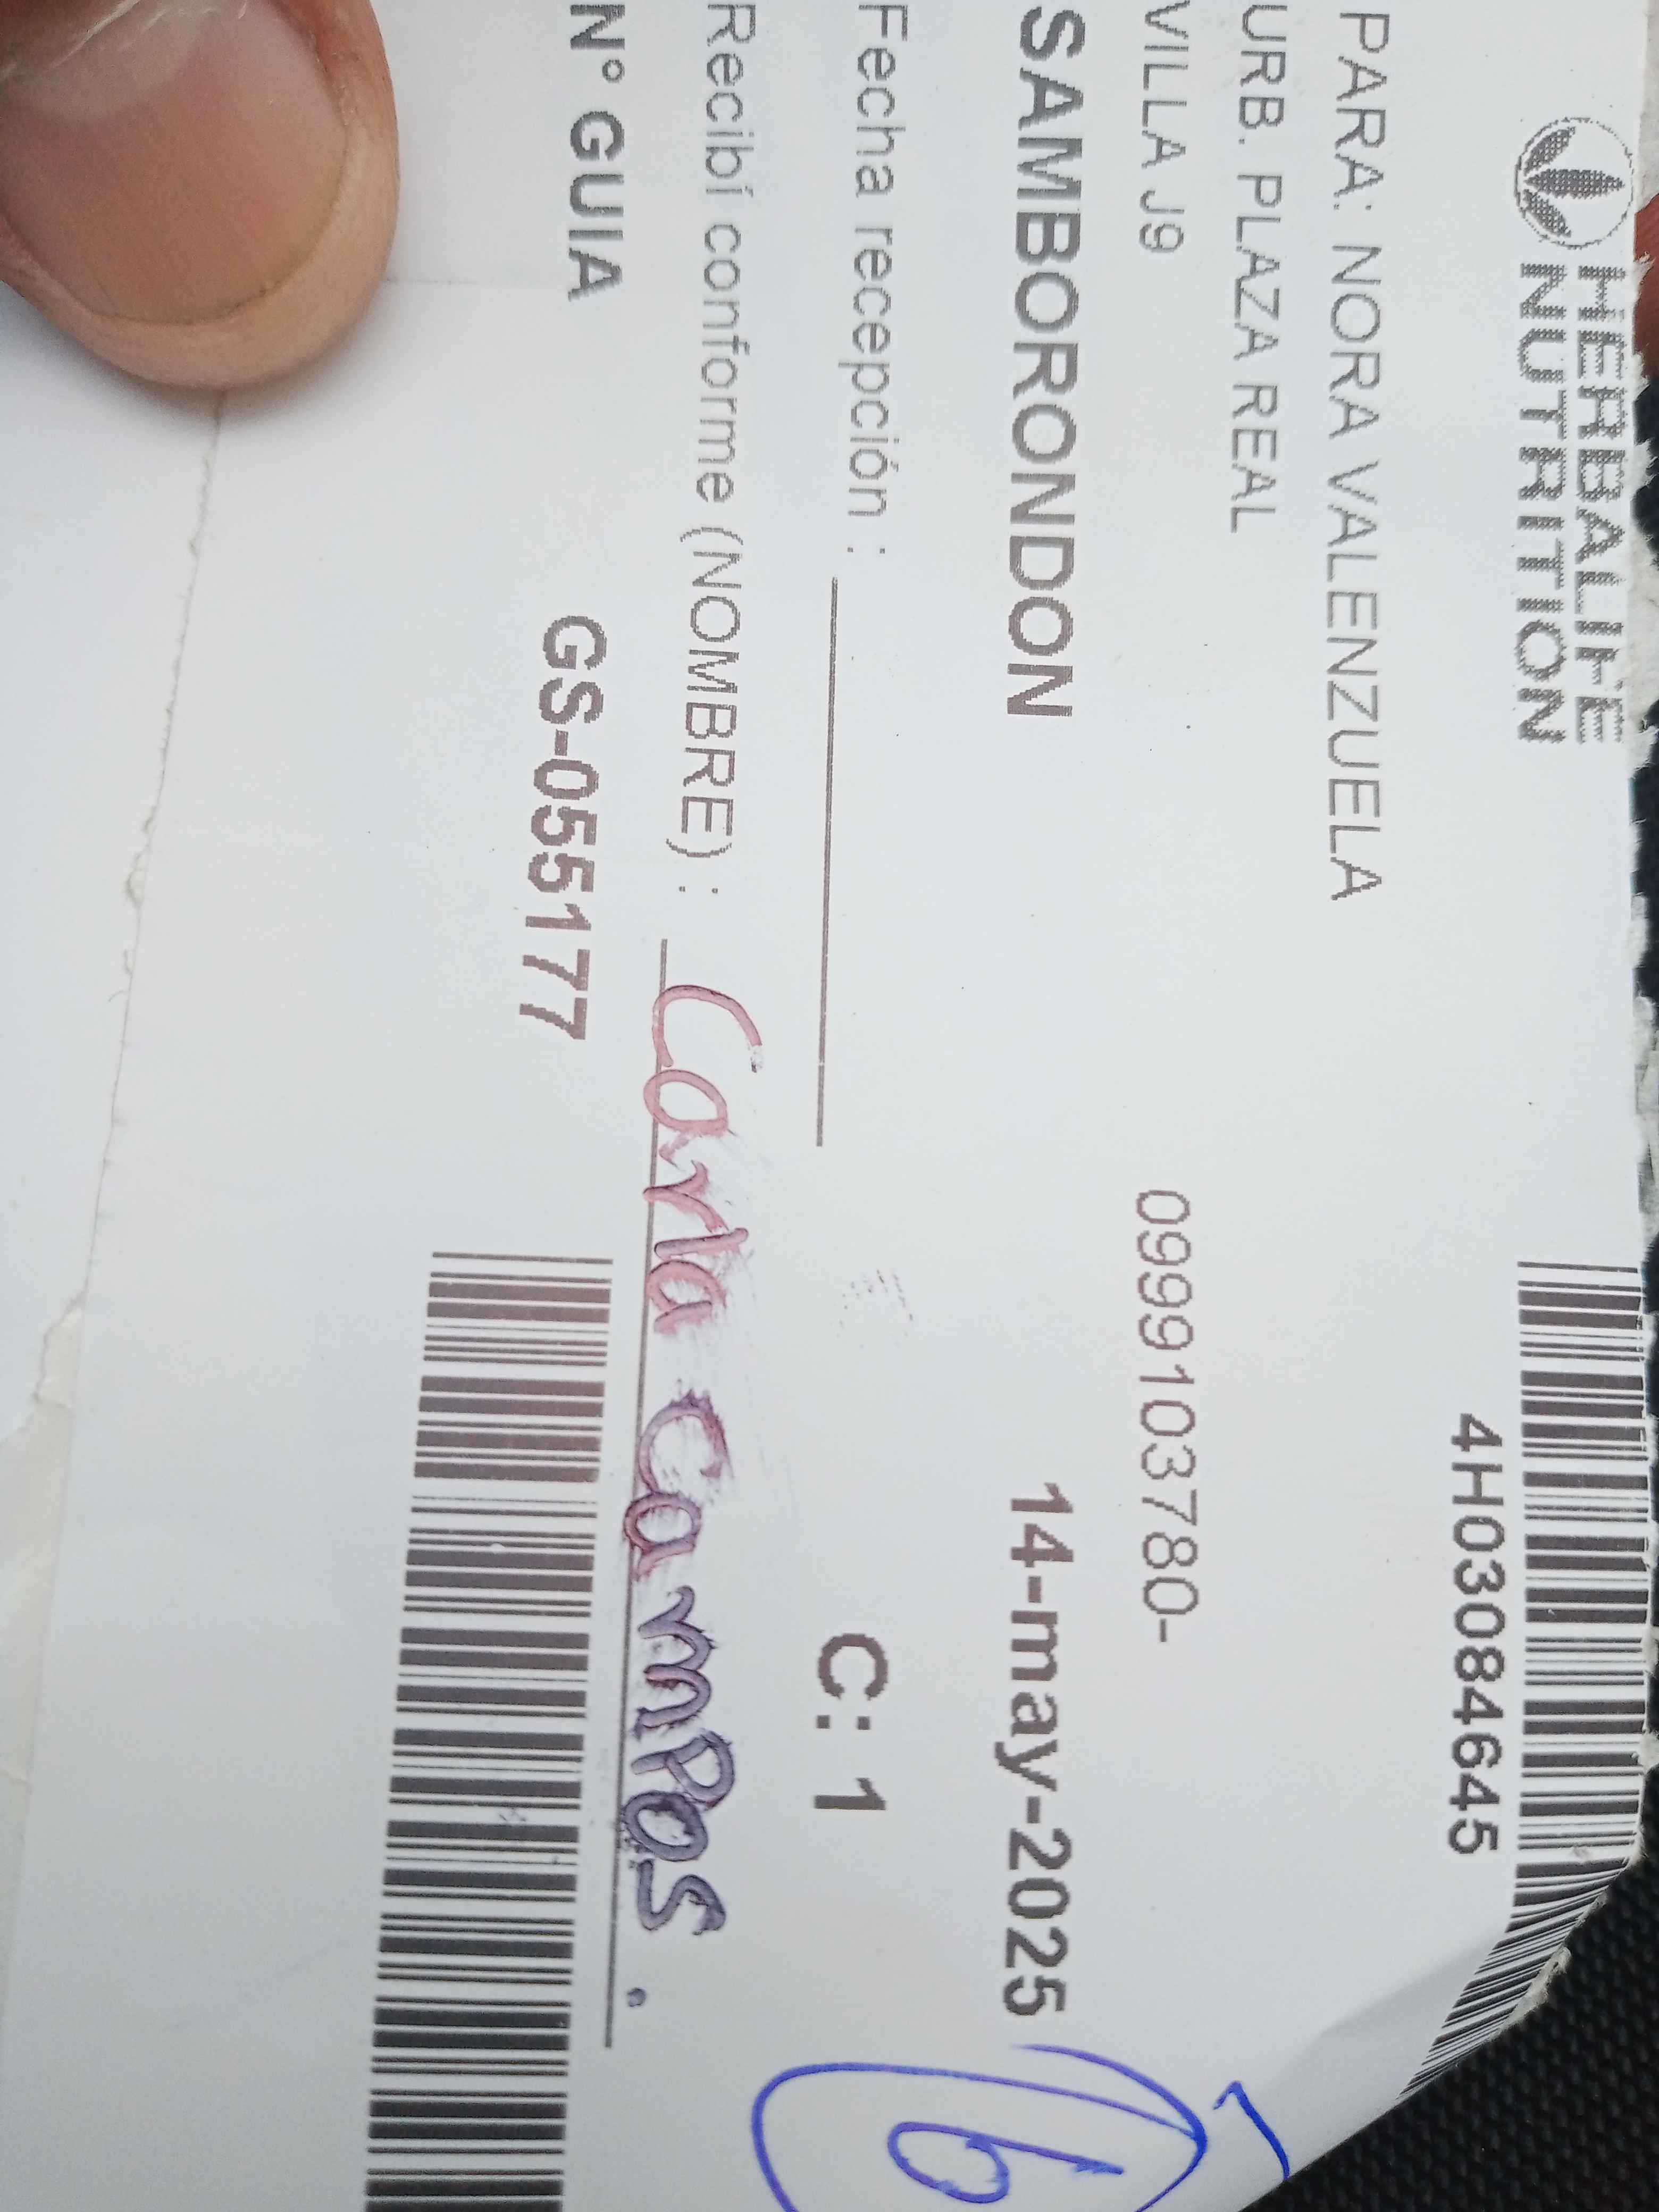 HERBALIFE
NUTRITION
4H03084645
PARA: NORA VALENZUELA
URB. PLAZA REAL
VILLA J9
0999103780-
SAMBORONDON
14-may-2025
Fecha recepción :
C: 1
Recibí conforme (NOMBRE) : Carla Campos.
N° GUIA
GS-055177